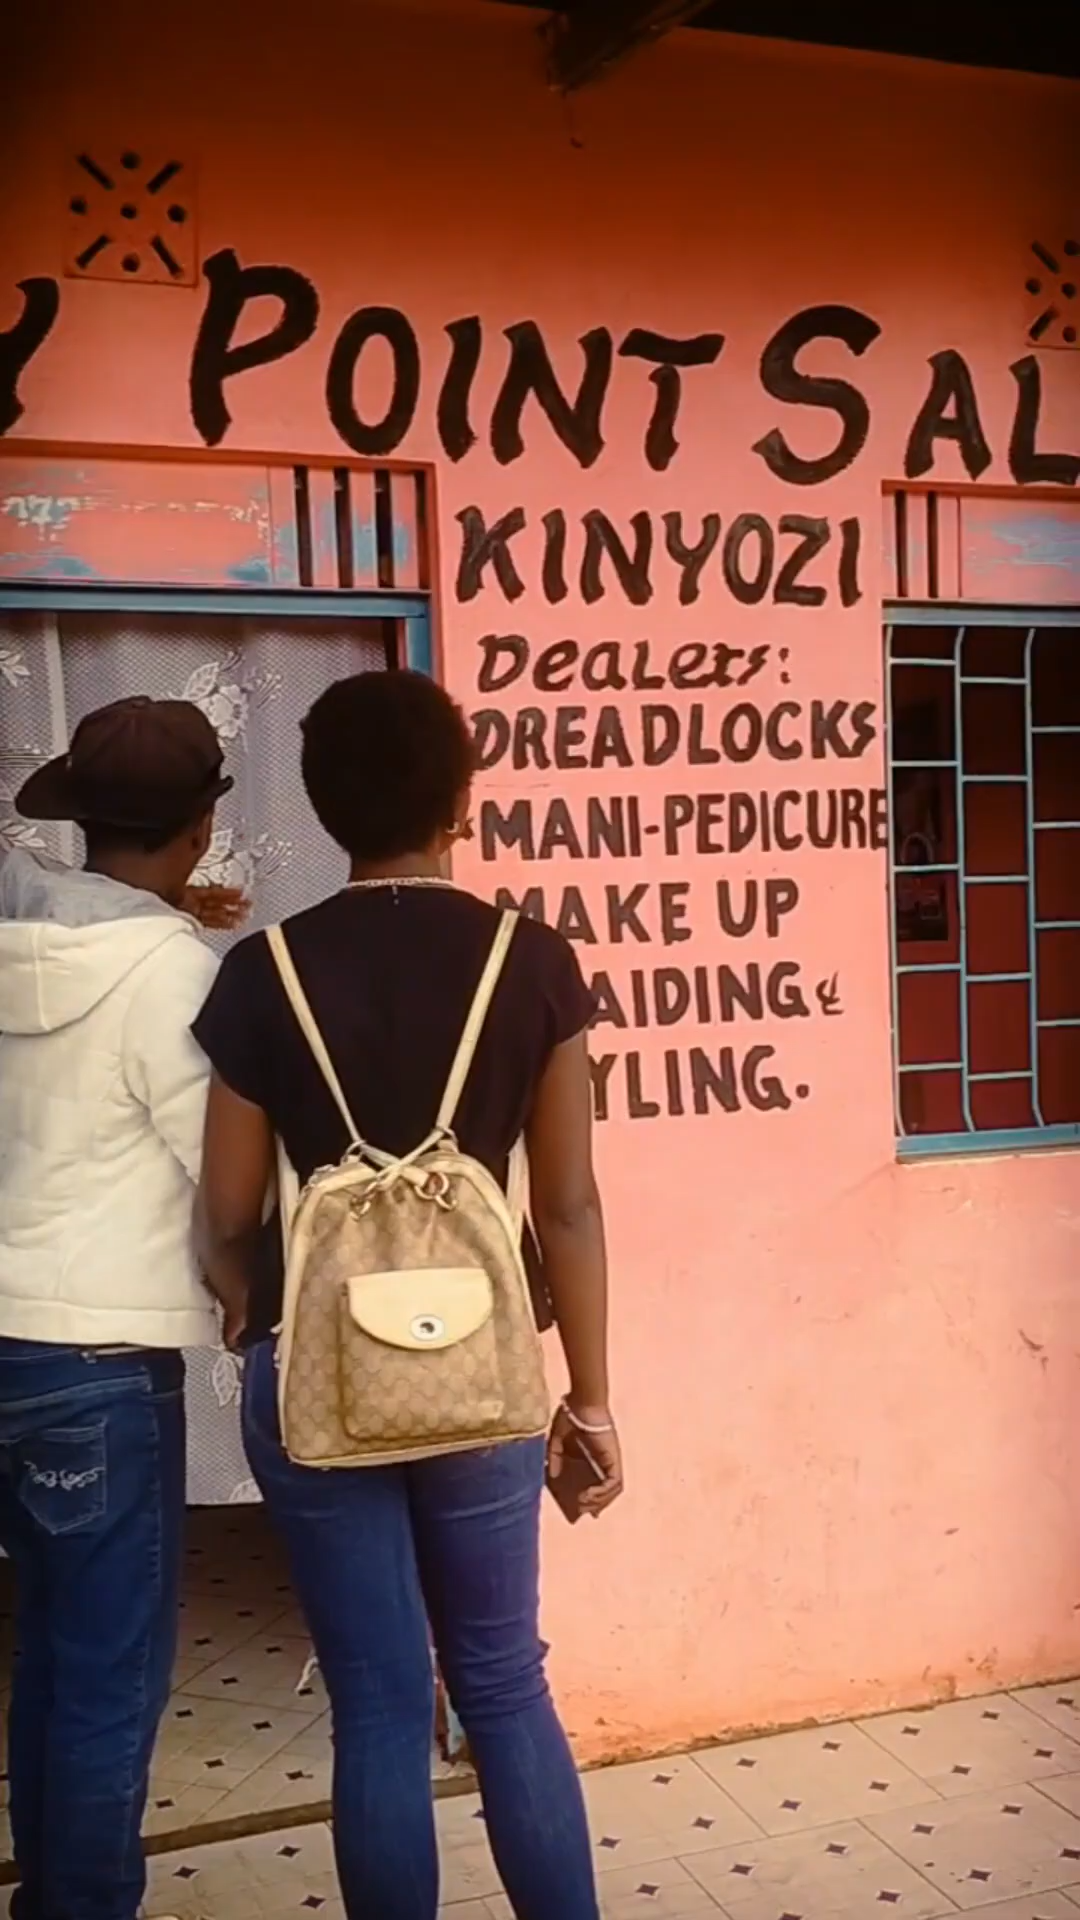 Y POINT SAL
KINYOZI
Dealers:
DREADLOCKS
MANI-PEDICURE
MAKE UP
AIDING &
YLING.